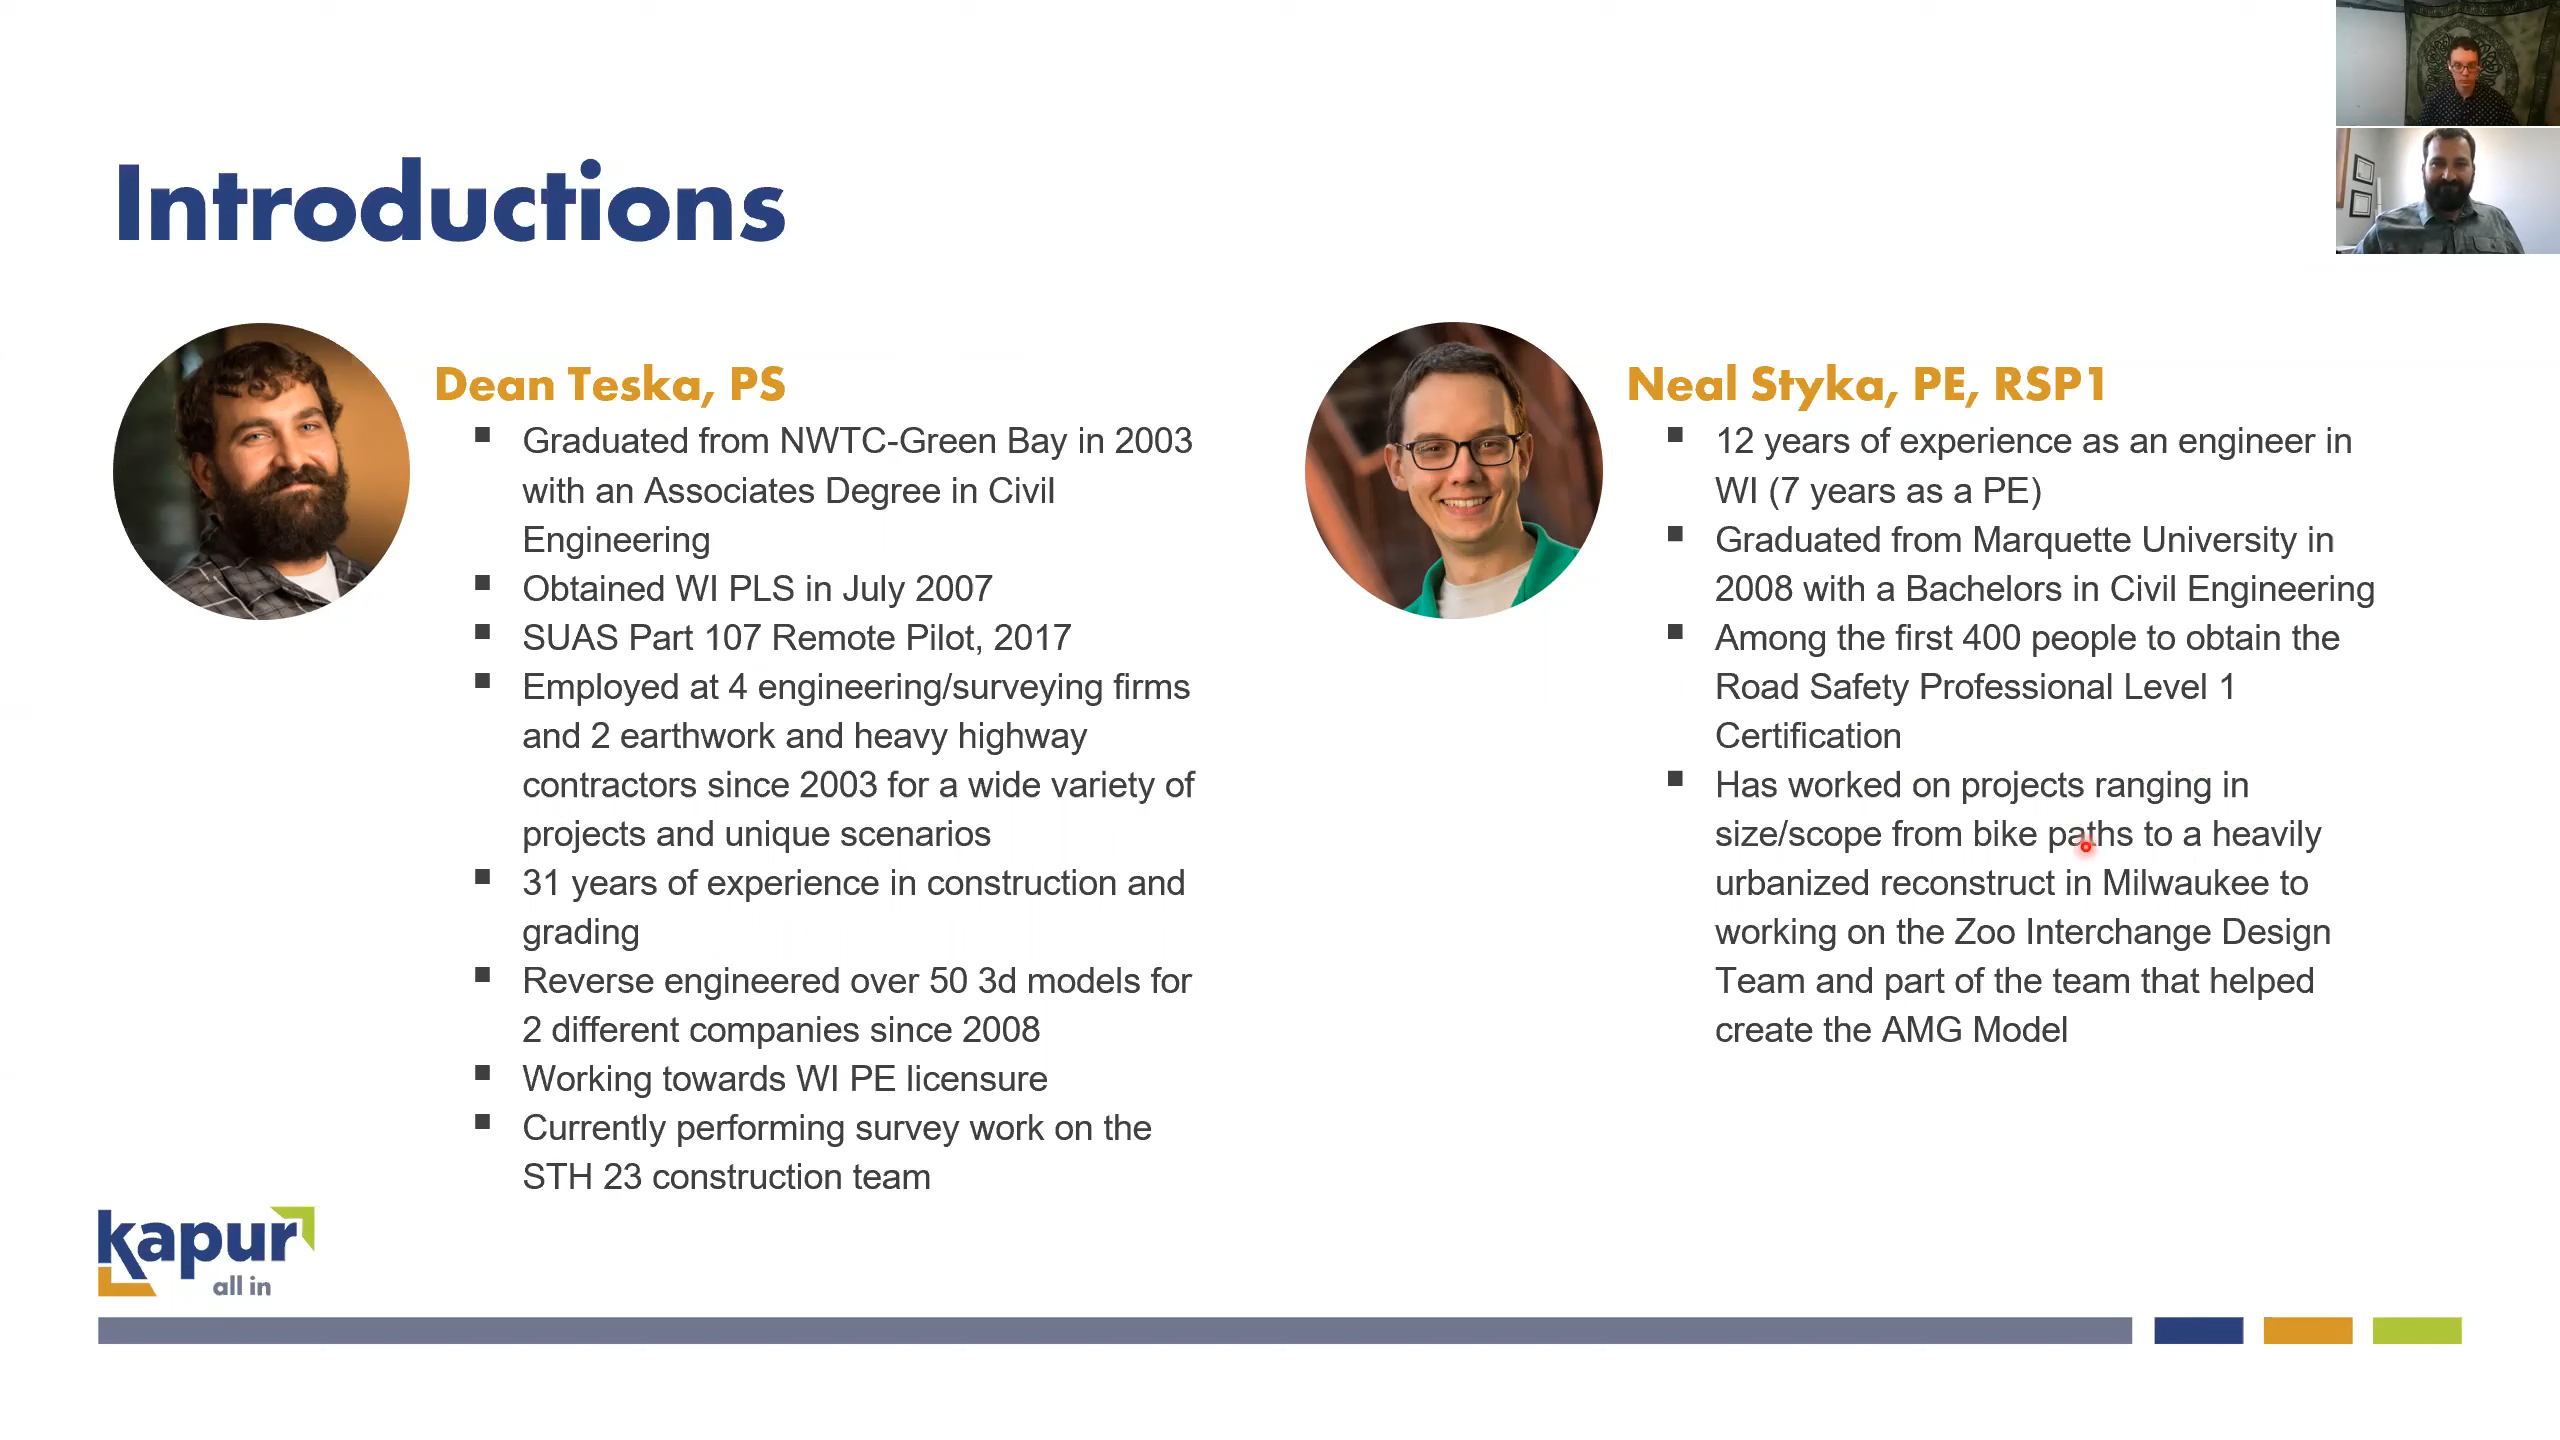 Introductions
Dean Teska, PS
Graduated from NWTC-Green Bay in 2003
with an Associates Degree in Civil
Engineering
Obtained WI PLS in July 2007
SUAS Part 107 Remote Pilot, 2017
Employed at 4 engineering/surveying firms
and 2 earthwork and heavy highway
contractors since 2003 for a wide variety of
projects and unique scenarios
31 years of experience in construction and
grading
Reverse engineered over 50 3d models for
2 different companies since 2008
Working towards WI PE licensure
Currently performing survey work on the
STH 23 construction team
Neal Styka, PE, RSP1
12 years of experience as an engineer in
WI (7 years as a PE)
Graduated from Marquette University in
2008 with a Bachelors in Civil Engineering
Among the first 400 people to obtain the
Road Safety Professional Level 1
Certification
Has worked on projects ranging in
size/scope from bike paths to a heavily
urbanized reconstruct in Milwaukee to
working on the Zoo Interchange Design
Team and part of the team that helped
create the AMG Model
kapur
all in